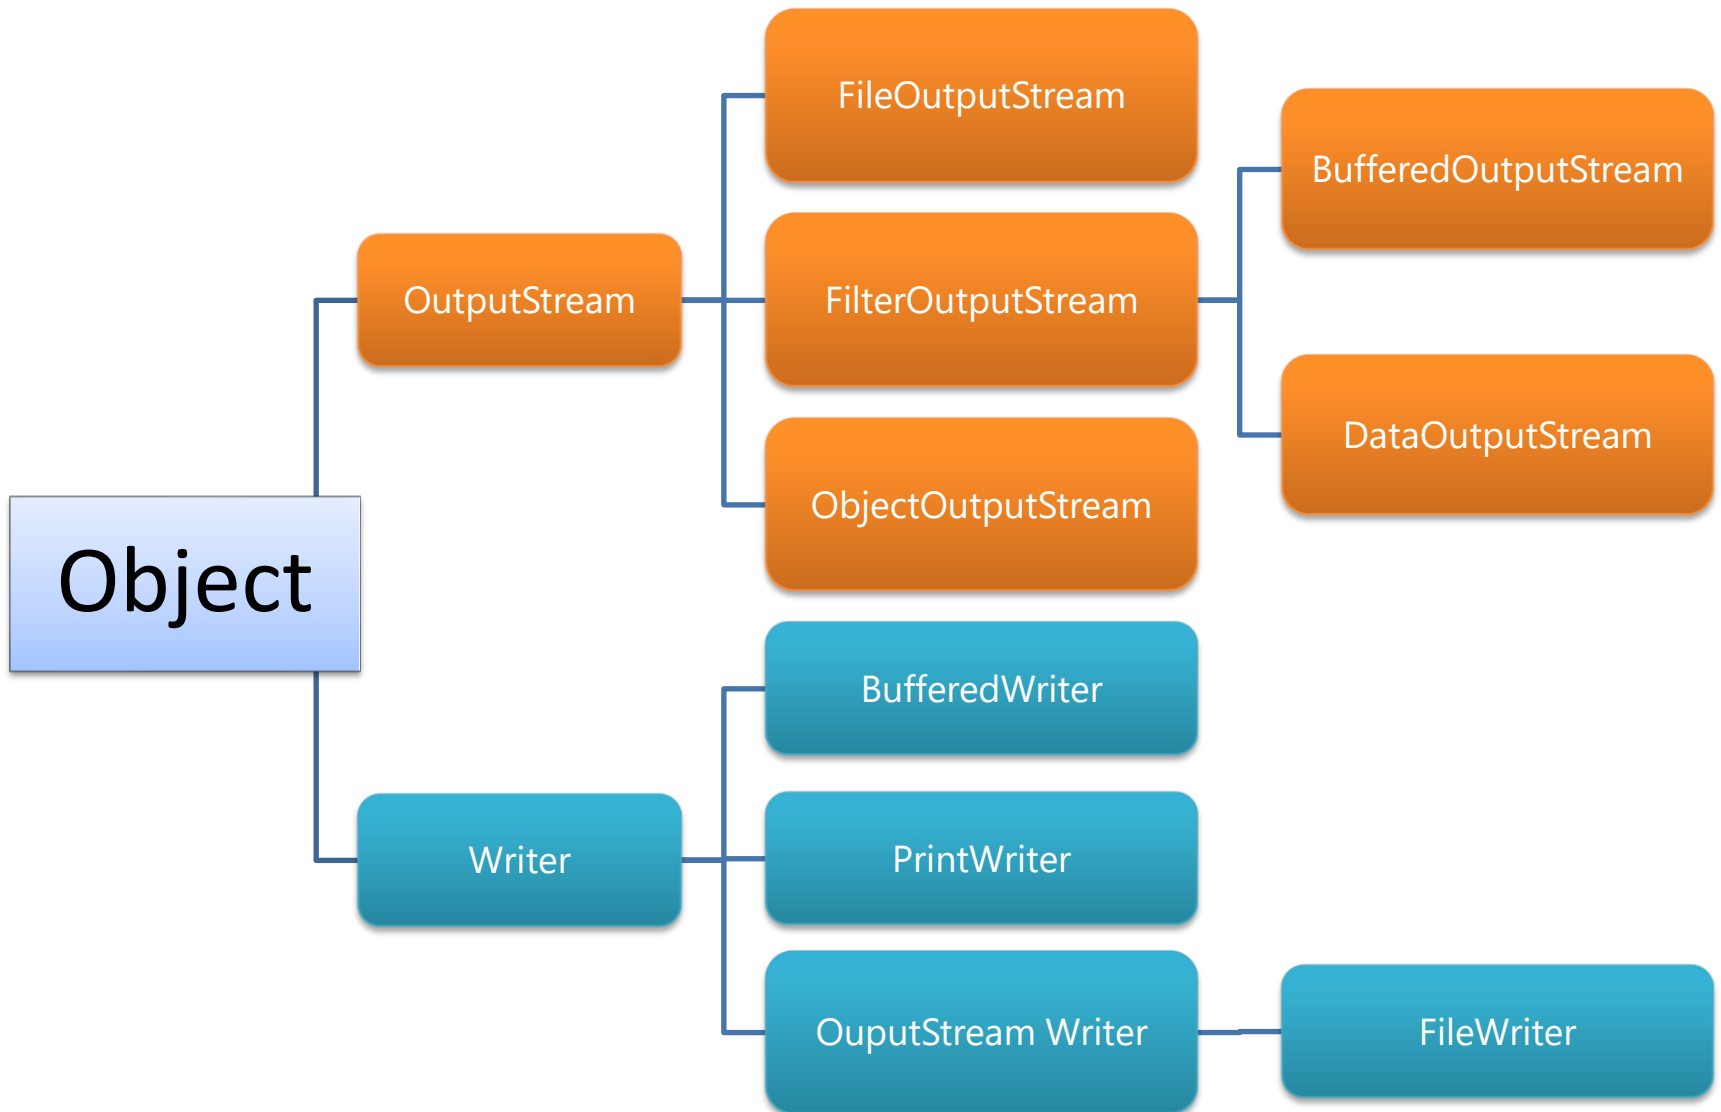 FileOutputStream
BufferedOutputStream
OutputStream
FilterOutputStream
DataOutputStream
ObjectOutputStream
Object
BufferedWriter
Writer
PrintWriter
OuputStream Writer
FileWriter